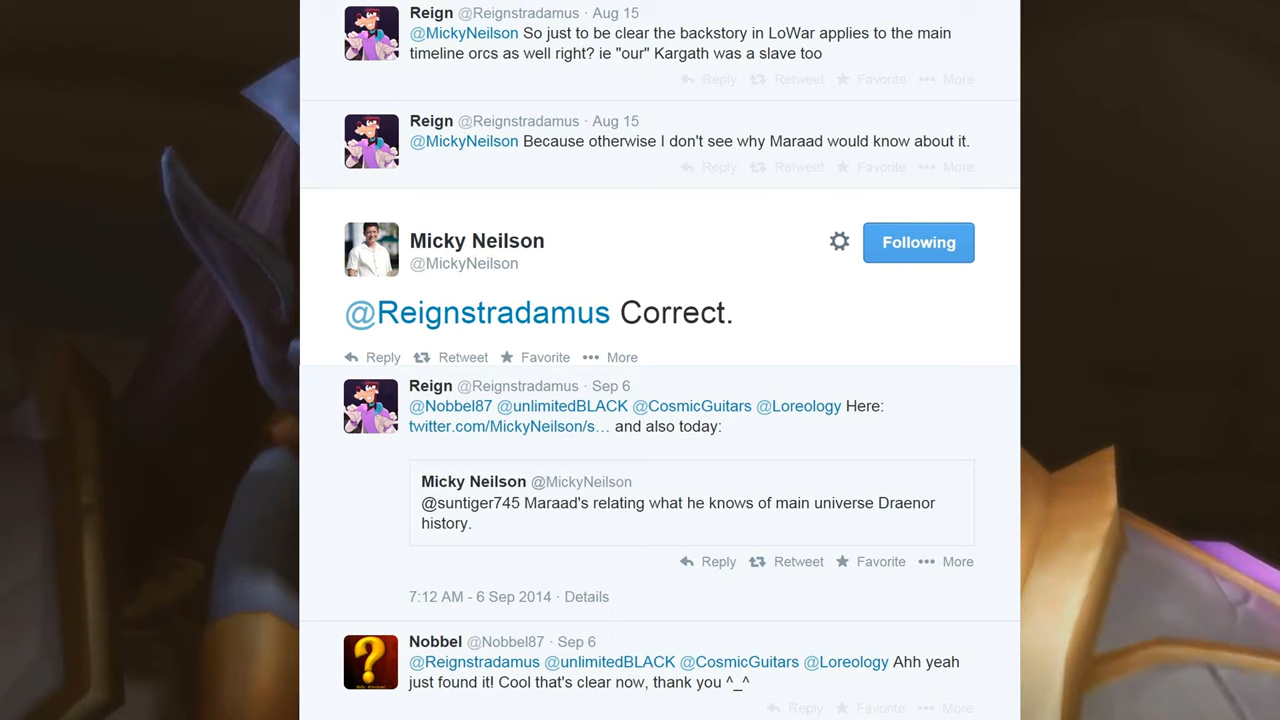 Reign @Reignstradamus · Aug 15
@MickyNeilson So just to be clear the backstory in LoWar applies to the main
timeline orcs as well right? ie "our" Kargath was a slave too
Reply Retweet Favorite More
Reign @Reignstradamus · Aug 15
@MickyNeilson Because otherwise I don't see why Maraad would know about it.
Reply Retweet Favorite More
Micky Neilson
@MickyNeilson
Following
@Reignstradamus Correct.
Reply Retweet Favorite More
Reign @Reignstradamus · Sep 6
@Nobbel87 @unlimitedBLACK @CosmicGuitars @Loreology Here:
twitter.com/MickyNeilson/s... and also today:
Micky Neilson @MickyNeilson
@suntiger745 Maraad's relating what he knows of main universe Draenor
history.
Reply Retweet Favorite More
7:12 AM - 6 Sep 2014 · Details
Nobbel @Nobbel87 · Sep 6
@Reignstradamus @unlimitedBLACK @CosmicGuitars @Loreology Ahh yeah
just found it! Cool that's clear now, thank you ^_^
Reply Retweet Favorite More